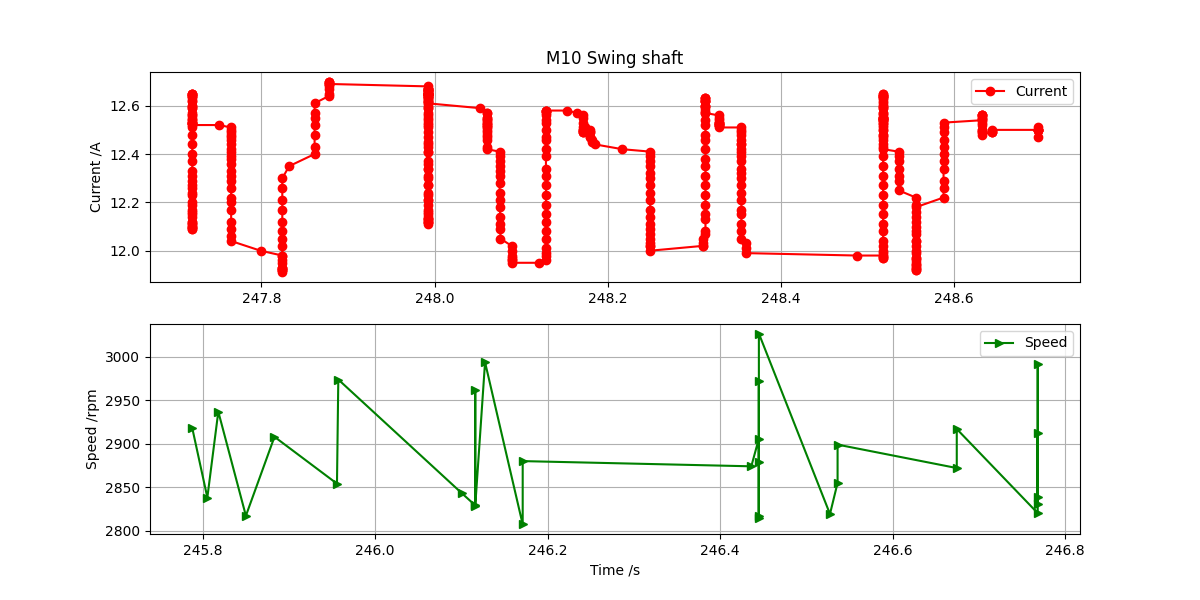 M10 Swing shaft
Current /A
12.6
12.4
12.2
12.0
Current
247.8 248.0 248.2 248.4 248.6
Speed /rpm
3000
2950
2900
2850
2800
Speed
245.8 246.0 246.2 246.4 246.6 246.8
Time /s